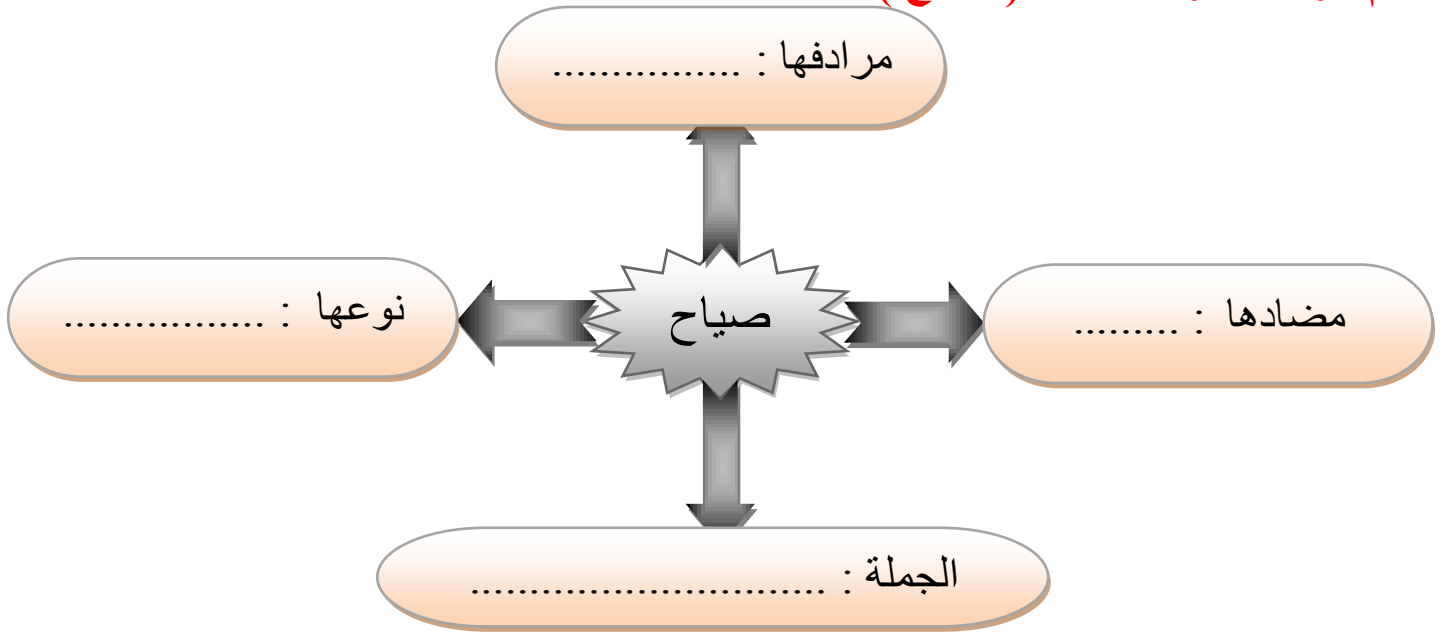 مرادفها : ................
مضادها : .........
صياح
نوعها : .................
الجملة : ..............................